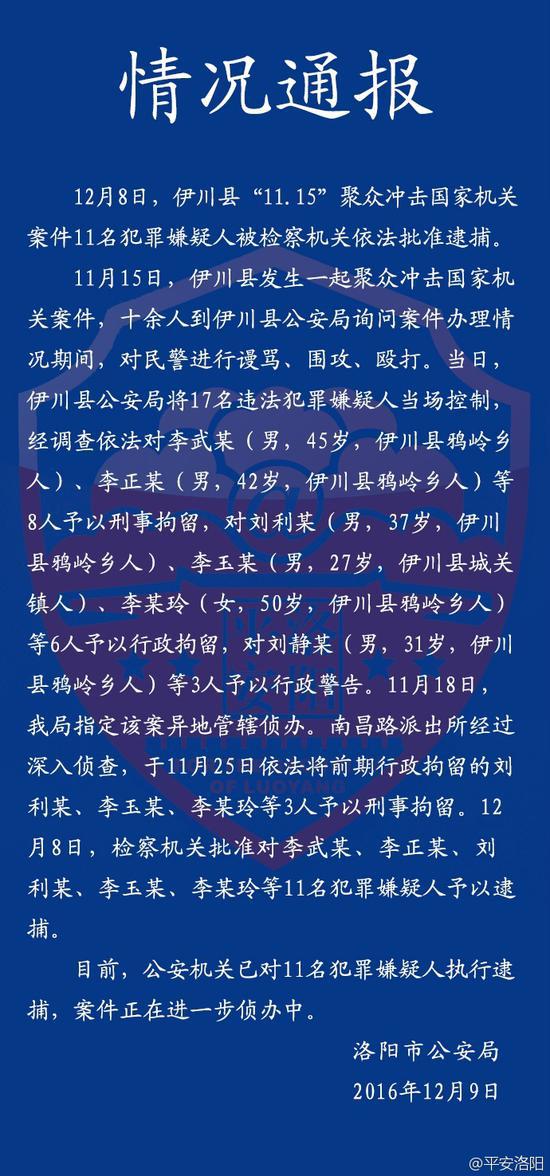 情况通报
12月8日，伊川县“11.15”聚众冲击国家机关
案件11名犯罪嫌疑人被检察机关依法批准逮捕。
11月15日，伊川县发生一起聚众冲击国家机
关案件，十余人到伊川县公安局询问案件办理情
况期间，对民警进行谩骂、围攻、殴打。当日，
伊川县公安局将17名违法犯罪嫌疑人当场控制，
经调查依法对李武某（男，45岁，伊川县鸦岭乡
人）、李正某（男，42岁，伊川县鸦岭乡人）等
8人予以刑事拘留，对刘利某（男，37岁，伊川
县鸦岭乡人）、李玉某（男，27岁，伊川县城关
镇人）、李某玲（女，50岁，伊川县鸦岭乡人）
等6人予以行政拘留，对刘静某（男，31岁，伊川
县鸦岭乡人）等3人予以行政警告。11月18日，
我局指定该案异地管辖侦办。南昌路派出所经过
深入侦查，于11月25日依法将前期行政拘留的刘
利某、李玉某、李某玲等3人予以刑事拘留。12
月8日，检察机关批准对李武某、李正某、刘
利某、李玉某、李某玲等11名犯罪嫌疑人予以逮
捕。
目前，公安机关已对11名犯罪嫌疑人执行逮
捕，案件正在进一步侦办中。
洛阳市公安局
2016年12月9日
平安洛阳
OF LUOYANG
@平安洛阳